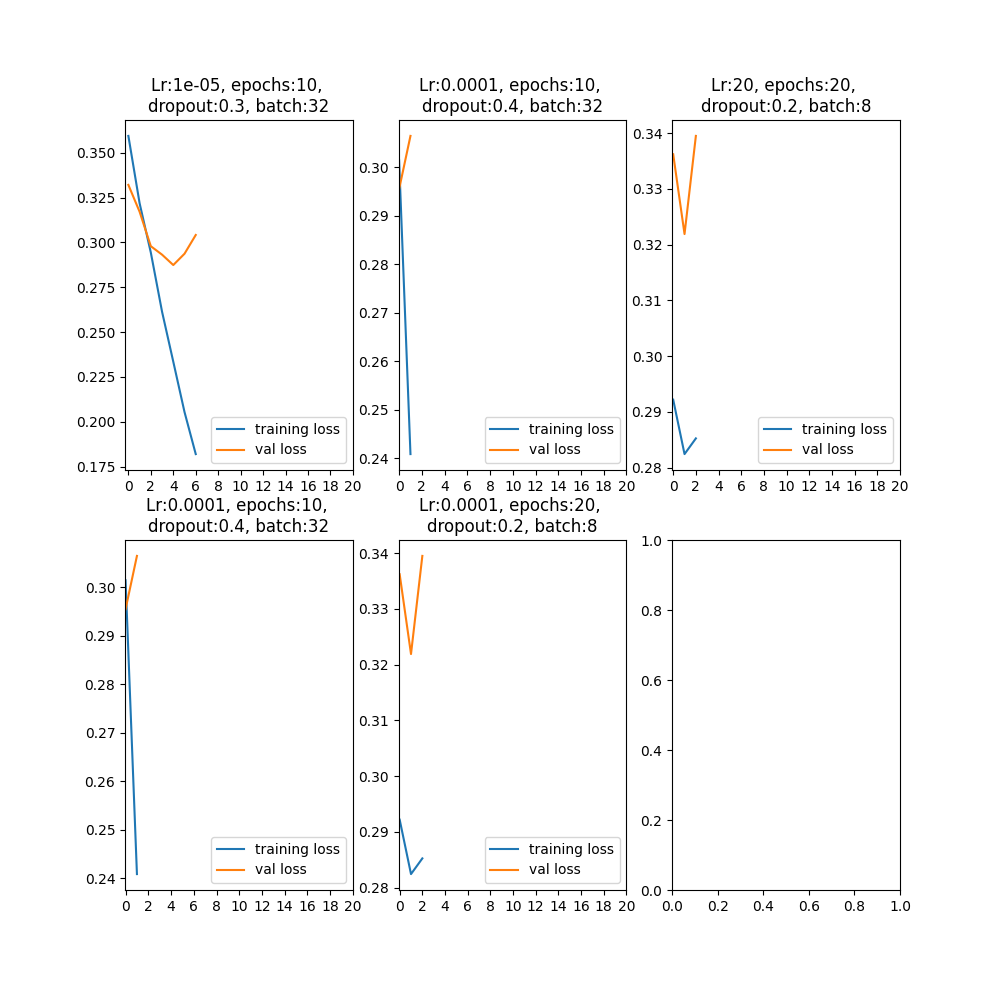 Lr:1e-05, epochs:10,
dropout:0.3, batch:32
0.350
0.325
0.300
0.275
0.250
0.225
0.200
0.175
0 2 4 6 8 10 12 14 16 18 20
training loss
val loss
Lr:0.0001, epochs:10,
dropout:0.4, batch:32
0.30
0.29
0.28
0.27
0.26
0.25
0.24
0 2 4 6 8 10 12 14 16 18 20
training loss
val loss
Lr:20, epochs:20,
dropout:0.2, batch:8
0.34
0.33
0.32
0.31
0.30
0.29
0.28
0 2 4 6 8 10 12 14 16 18 20
training loss
val loss
Lr:0.0001, epochs:10,
dropout:0.4, batch:32
0.30
0.29
0.28
0.27
0.26
0.25
0.24
0 2 4 6 8 10 12 14 16 18 20
training loss
val loss
Lr:0.0001, epochs:20,
dropout:0.2, batch:8
0.34
0.33
0.32
0.31
0.30
0.29
0.28
0 2 4 6 8 10 12 14 16 18 20
training loss
val loss
1.0
0.8
0.6
0.4
0.2
0.0
0.0 0.2 0.4 0.6 0.8 1.0